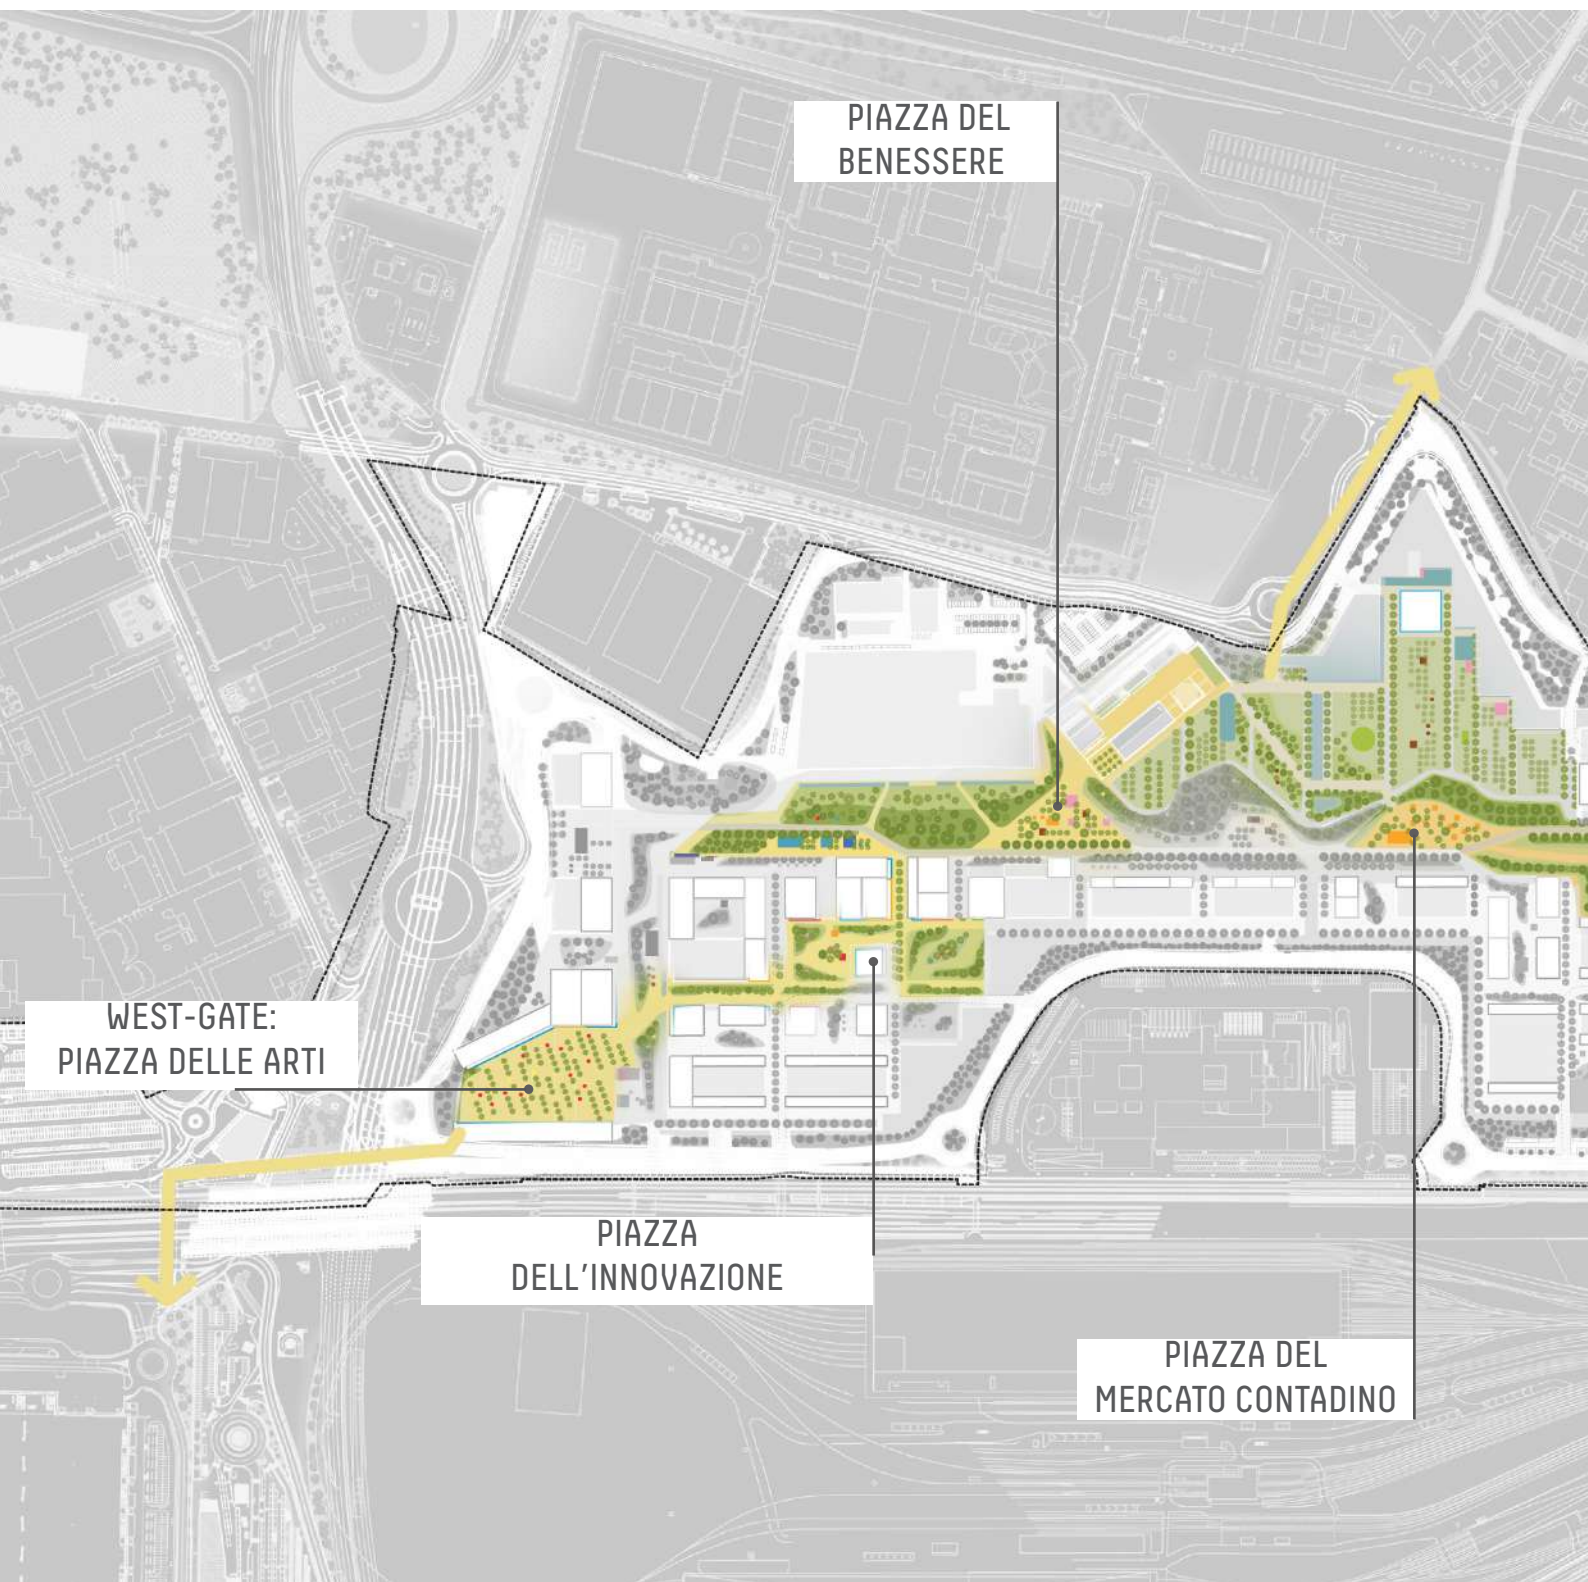 PIAZZA DEL
BENESSERE
WEST-GATE:
PIAZZA DELLE ARTI
PIAZZA
DELL'INNOVAZIONE
PIAZZA DEL
MERCATO CONTADINO